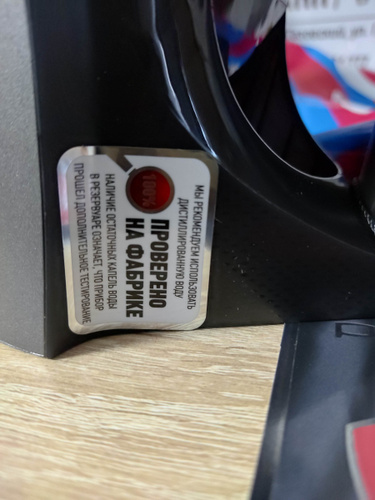 МЫ РЕКОМЕНДУЕМ ИСПОЛЬЗОВАТЬ
ДИСТИЛЛИРОВАННУЮ ВОДУ
100%
ПРОВЕРЕНО
НА ФАБРИКЕ
НАЛИЧИЕ ОСТАТОЧНЫХ КАПЕЛЬ ВОДЫ
В РЕЗЕРВУАРЕ ОЗНАЧАЕТ, ЧТО ПРИБОР
ПРОШЕЛ ДОПОЛНИТЕЛЬНОЕ ТЕСТИРОВАНИЕ